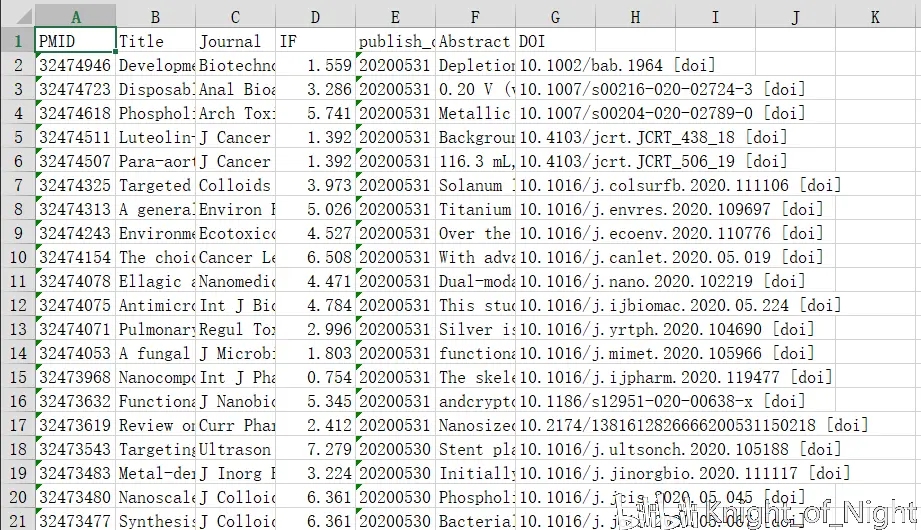 A B C D E F G H I J K
1 PMID Title Journal IF publish_ Abstract DOI
2 32474946 Developme Biotechno 1.559 20200531 Depletion 10.1002/bab.1964 [doi]
3 32474723 Disposab Anal Bioa 3.286 20200531 0.20 V ( 10.1007/s00216-020-02724-3 [doi]
4 32474618 Phospholi Arch Tox 5.741 20200531 Metallic 10.1007/s00204-020-02789-0 [doi]
5 32474511 Luteolin- J Cancer 1.392 20200531 Backgroun 10.4103/jcrt.JCRT_438_18 [doi]
6 32474507 Para-aort J Cancer 1.392 20200531 116.3 mL, 10.4103/jcrt.JCRT_506_19 [doi]
7 32474325 Targeted Colloids 3.973 20200531 Solanum 10.1016/j.colsurfb.2020.111106 [doi]
8 32474313 A genera Environ 5.026 20200531 Titanium 10.1016/j.envres.2020.109697 [doi]
9 32474243 Environme Ecotoxic 4.527 20200531 Over the 10.1016/j.ecoenv.2020.110776 [doi]
10 32474154 The choic Cancer Le 6.508 20200531 With adva 10.1016/j.canlet.2020.05.019 [doi]
11 32474078 Ellagic a Nanomedic 4.471 20200531 Dual-moda 10.1016/j.nano.2020.102219 [doi]
12 32474075 Antimicro Int J Bio 4.784 20200531 This stud 10.1016/j.ijbiomac.2020.05.224 [doi]
13 32474071 Pulmonary Regul Tox 2.996 20200531 Silver is 10.1016/j.yrtph.2020.104690 [doi]
14 32474053 A fungal J Microbi 1.803 20200531 functiona 10.1016/j.mimet.2020.105966 [doi]
15 32473968 Nanocompo Int J Pha 0.754 20200531 The skele 10.1016/j.ijpharm.2020.119477 [doi]
16 32473632 Functiona J Nanobio 5.345 20200531 andcrypto 10.1186/s12951-020-00638-x [doi]
17 32473619 Review on Curr Phar 2.412 20200531 Nanosized 10.2174/1381612826666200531150218 [doi]
18 32473543 Targeting Ultrason 7.279 20200530 Stent pla 10.1016/j.ultsonch.2020.105188 [doi]
19 32473483 Metal-der J Inorg 3.224 20200530 Initially 10.1016/j.jinorgbio.2020.111117 [doi]
20 32473480 Nanoscale J Colloid 6.361 20200530 Phospholi 10.1016/j.jcis.2020.05.045 [doi]
21 32473477 Synthesis J Colloid 6.361 20200530 Bacterial 10.1016/j.
Knight_of_Night